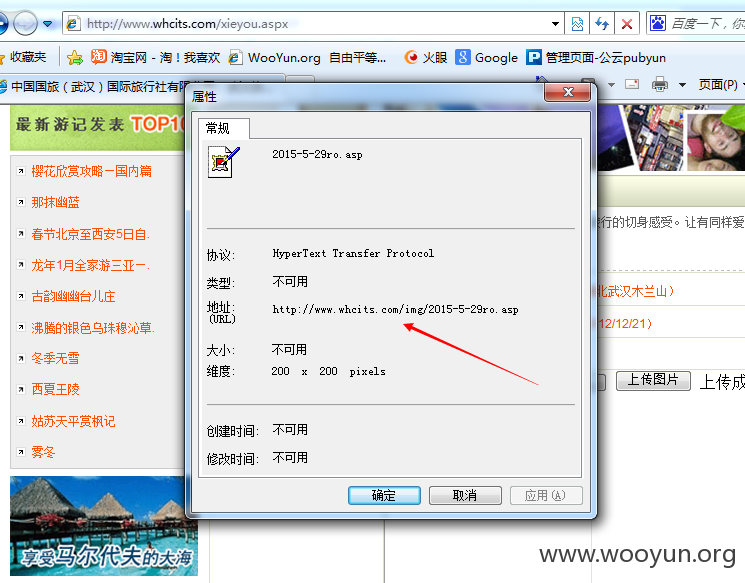 http://www.whcits.com/xieyou.aspx
百度一下，你
收藏夹
淘宝网 - 淘！我喜欢
WooYun.org
自由平等...
火眼
Google
管理页面-公云pubyun
中国国旅（武汉）国际旅行社有
页面(P)
属性
常规
最新游记发表 TOP10
2015-5-29ro.asp
樱花欣赏攻略－国内篇
那抹幽蓝
行的切身感受。让有同样爱
春节北京至西安5日自.
协议:
HyperText Transfer Protocol
龙年1月全家游三亚－.
类型:
不可用
北武汉木兰山）
古韵幽幽台儿庄
地址:
(URL)
http://www.whcits.com/img/2015-5-29ro.asp
沸腾的银色乌珠穆沁草.
12/12/21）
大小:
不可用
冬季无雪
维度:
200 x 200 pixels
上传图片
上传成
西夏王陵
姑苏天平赏枫记
创建时间:
不可用
雾冬
修改时间:
不可用
确定
取消
应用(A)
享受马尔代夫的大海
www.wooyun.org